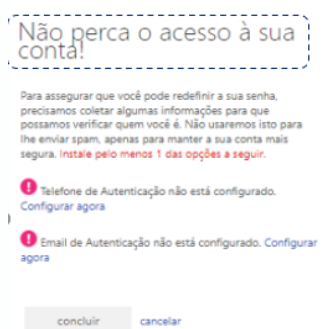 Não perca o acesso à sua
conta!
Para assegurar que você pode redefinir a sua senha,
precisamos coletar algumas informações para que
possamos verificar quem você é. Não usaremos isto para
lhe enviar spam, apenas para manter a sua conta mais
segura. Instale pelo menos 1 das opções a seguir.
! Telefone de Autenticação não está configurado.
Configurar agora
! Email de Autenticação não está configurado. Configurar
agora
concluir cancelar